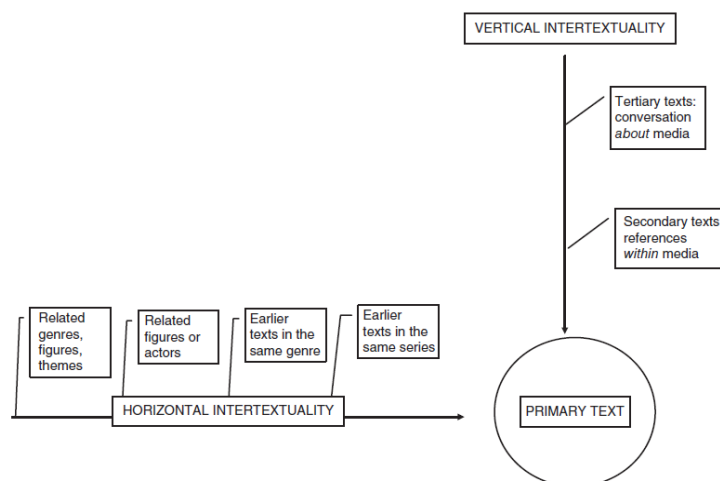 VERTICAL INTERTEXTUALITY
Tertiary texts:
conversation
about media
Secondary texts:
references
within media
Related
genres,
figures,
themes
Related
figures or
actors
Earlier
texts in the
same genre
Earlier
texts in the
same series
HORIZONTAL INTERTEXTUALITY
PRIMARY TEXT